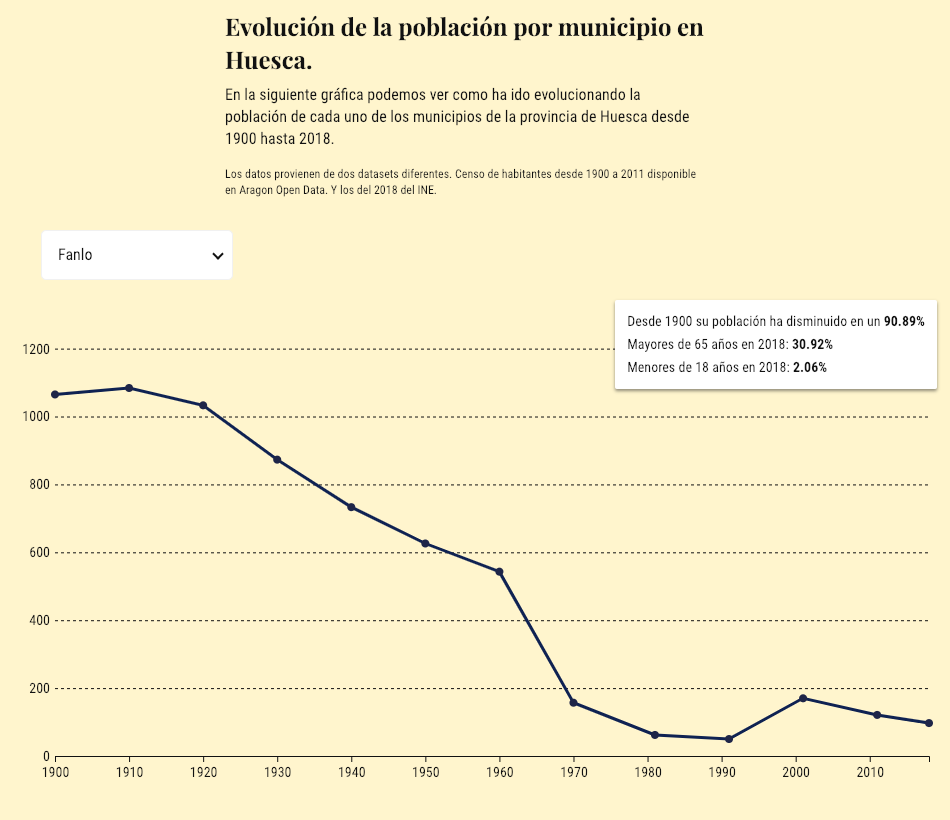 Evolución de la población por municipio en
Huesca.
En la siguiente gráfica podemos ver como ha ido evolucionando la
población de cada uno de los municipios de la provincia de Huesca desde
1900 hasta 2018.
Los datos provienen de dos datasets diferentes. Censo de habitantes desde 1900 a 2011 disponible
en Aragon Open Data. Y los del 2018 del INE.
Fanlo
Desde 1900 su población ha disminuido en un 90.89%
Mayores de 65 años en 2018: 30.92%
Menores de 18 años en 2018: 2.06%
1200
1000
800
600
400
200
0
1900 1910 1920 1930 1940 1950 1960 1970 1980 1990 2000 2010